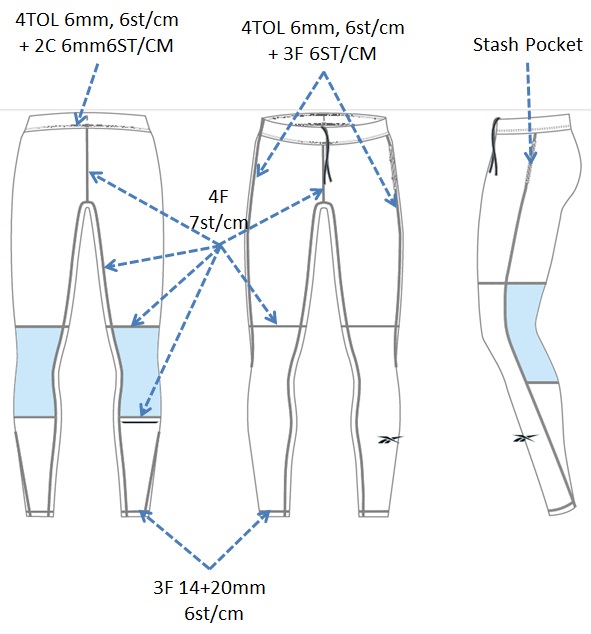 4TOL 6mm, 6st/cm
+ 2C 6mm6ST/CM
4TOL 6mm, 6st/cm
+ 3F 6ST/CM
Stash Pocket
4F
7st/cm
3F 14+20mm
6st/cm